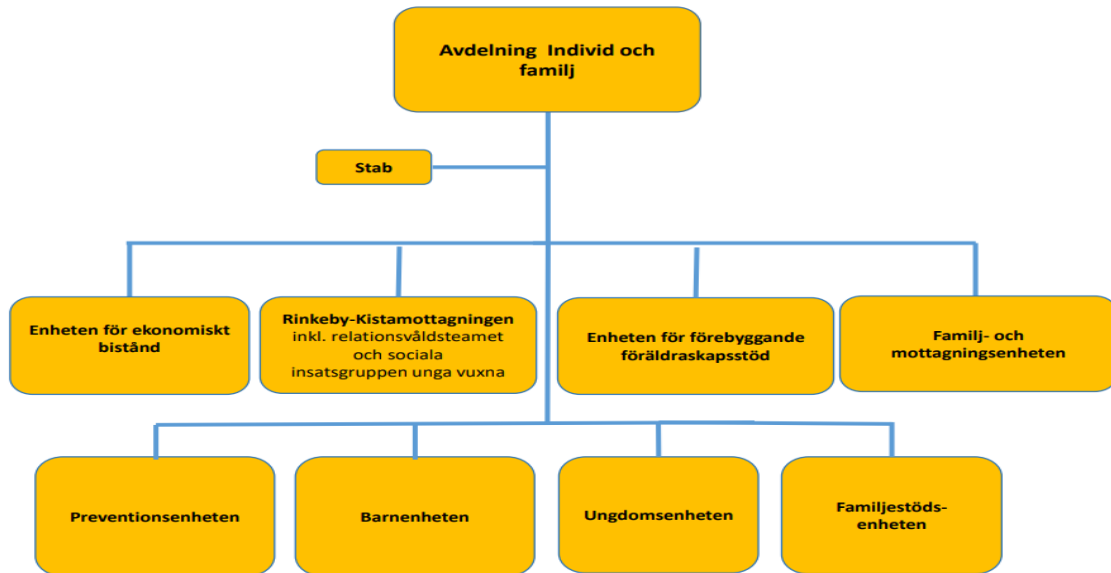 Avdelning Individ och
familj
Stab
Enheten för ekonomiskt
bistånd
Rinkeby-Kistamottagningen
inkl. relationsvåldsteamet
och sociala
insatsgruppen unga vuxna
Enheten för förebyggande
föräldraskapsstöd
Familj- och
mottagningsenheten
Preventionsenheten
Barnenheten
Ungdomsenheten
Familjestöds-
enheten